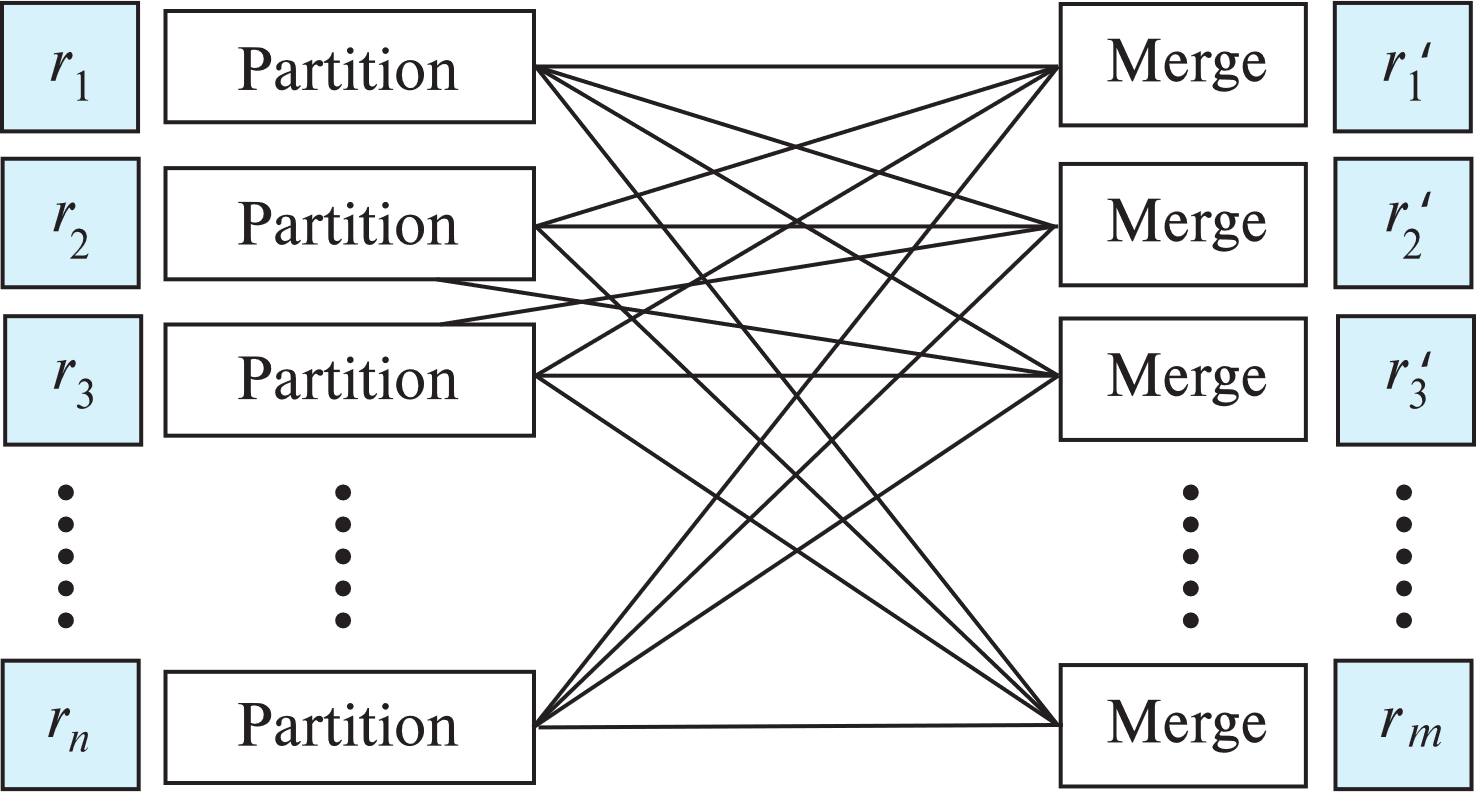 r1 Partition Merge r1′
r2 Partition Merge r2′
r3 Partition Merge r3′
rn Partition Merge rm